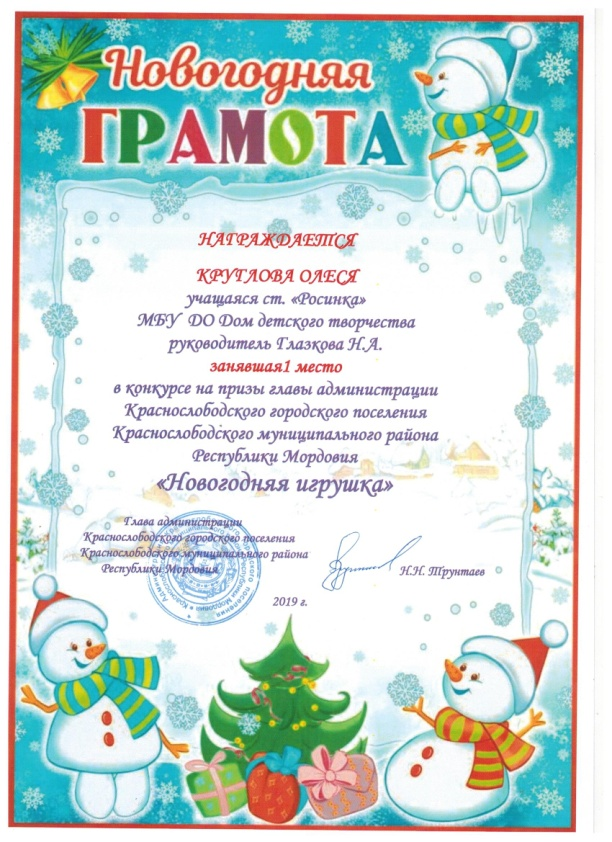 Новогодняя
ГРАМОТА
НАГРАЖДАЕТСЯ
КРУГЛОВА ОЛЕСЯ
учащаяся ст. «Росинка»
МБУ ДО Дом детского творчества
руководитель Глазкова Н.А.
занявшая1 место
в конкурсе на призы главы администрации
Краснослободского городского поселения
Краснослободского муниципального района
Республики Мордовия
«Новогодняя игрушка»
Глава администрации
Краснослободского городского поселения
Краснослободского муниципального района
Республики Мордовия
Н.Н. Трунтаев
2019 г.